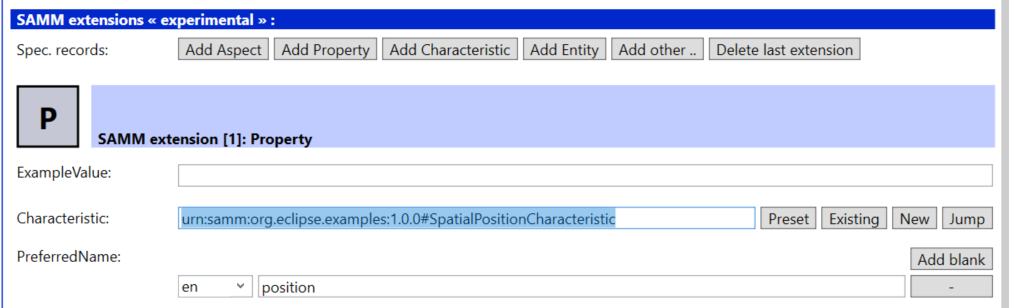 SAMM extensions « experimental » :
Spec. records: Add Aspect Add Property Add Characteristic Add Entity Add other .. Delete last extension
P
SAMM extension [1]: Property
ExampleValue:
Characteristic: urn:samm:org.eclipse.examples:1.0.0#SpatialPositionCharacteristic Preset Existing New Jump
PreferredName: Add blank
en position -